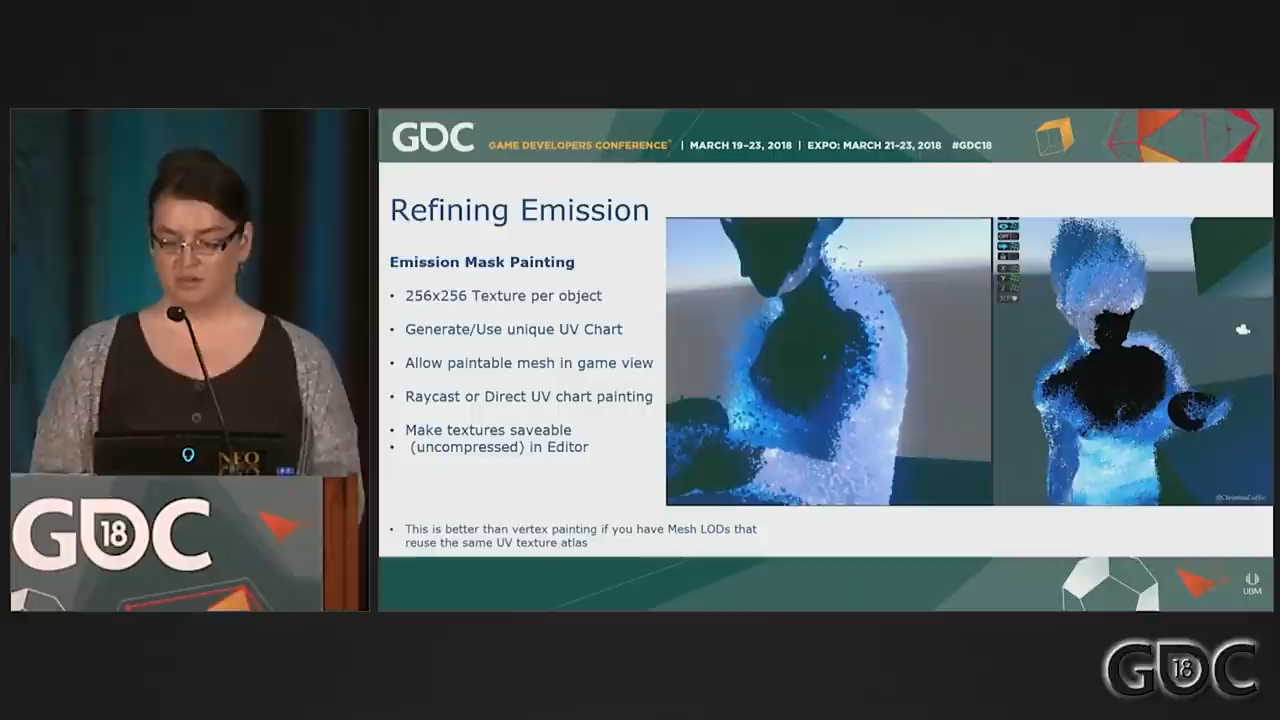 GDC GAME DEVELOPERS CONFERENCE | MARCH 19–23, 2018 | EXPO: MARCH 21–23, 2018 #GDC18
Refining Emission
Emission Mask Painting
• 256x256 Texture per object
• Generate/Use unique UV Chart
• Allow paintable mesh in game view
• Raycast or Direct UV chart painting
• Make textures saveable
• (uncompressed) in Editor
• This is better than vertex painting if you have Mesh LODs that
reuse the same UV texture atlas
NEO
GDC 18
UBM
GDC 18